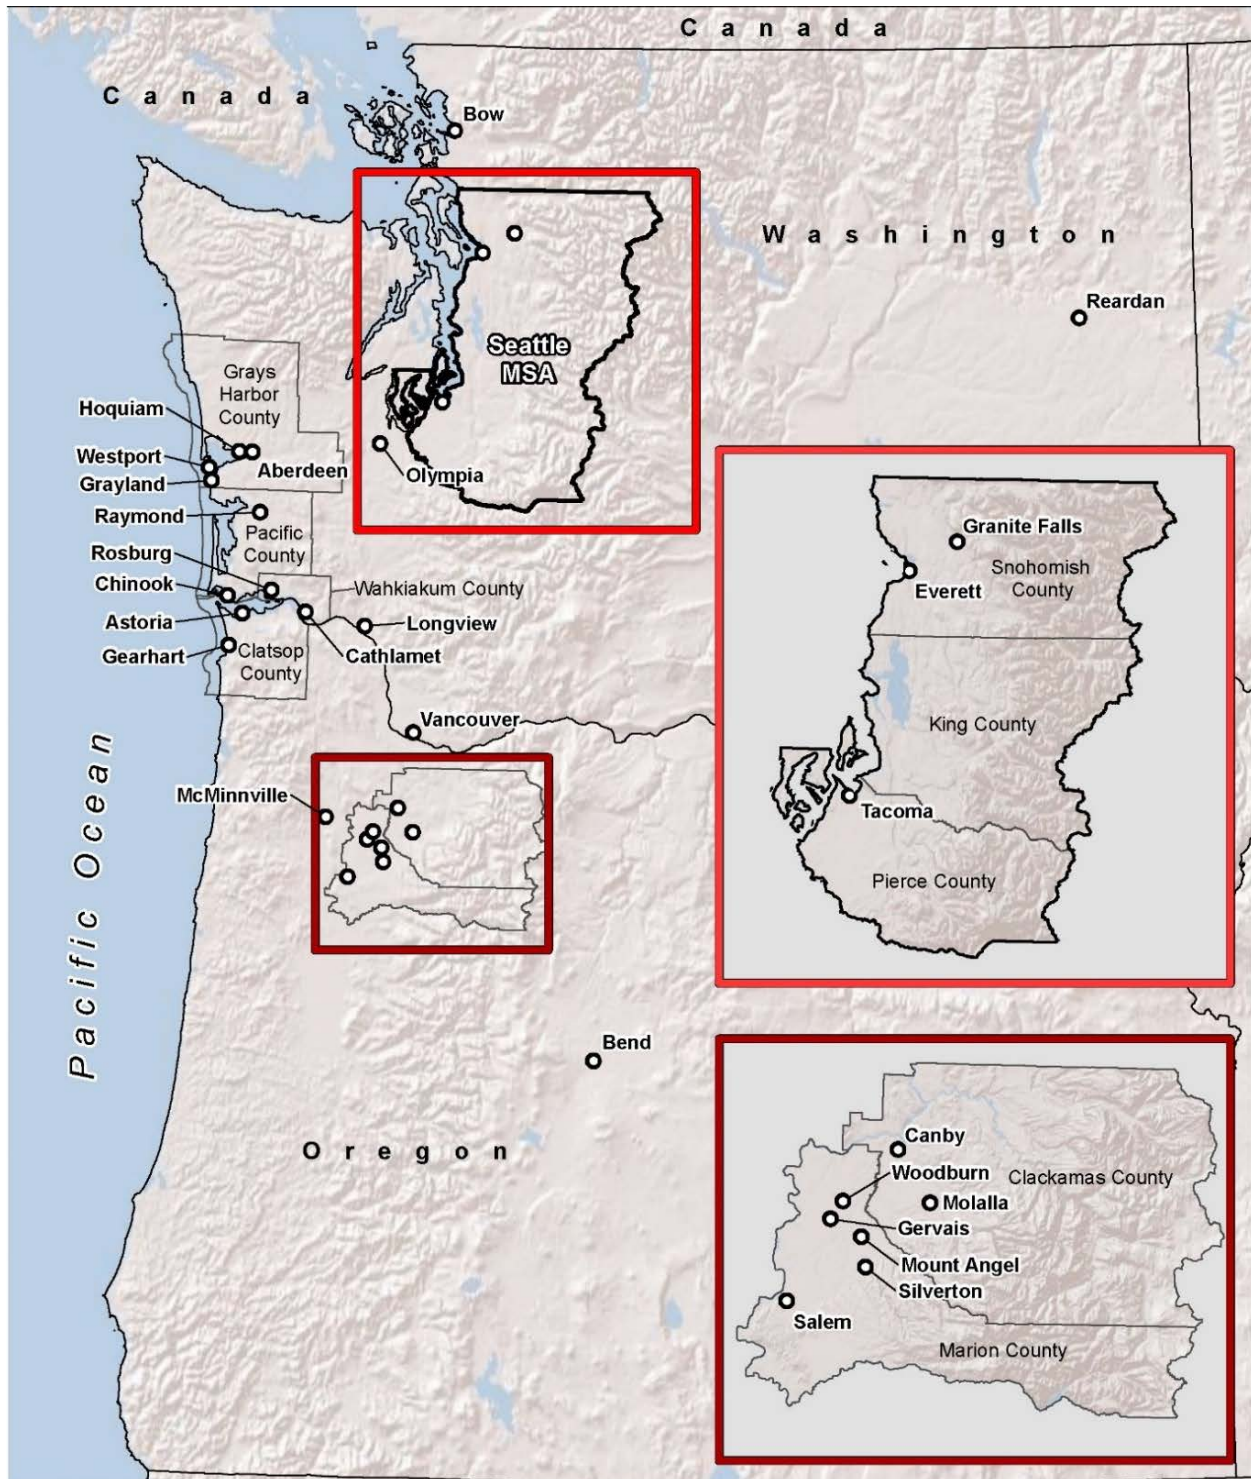 Canada
Canada
Bow
Washington
Reardan
Seattle
MSA
Grays
Harbor
County
Hoquiam
Westport
Aberdeen
Grayland
Olympia
Raymond
Pacific
County
Rosburg
Chinook
Wahkiakum County
Astoria
Longview
Gearhart
Clatsop
County
Cathlamet
Vancouver
McMinnville
Pacific Ocean
Bend
Oregon
Granite Falls
Snohomish
County
Everett
King County
Tacoma
Pierce County
Canby
Woodburn
Clackamas County
Molalla
Gervais
Mount Angel
Silverton
Salem
Marion County